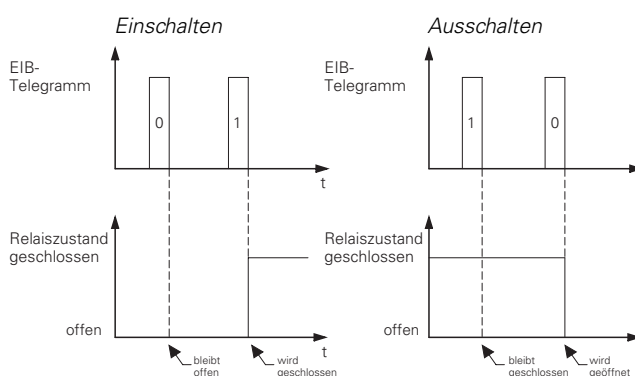 Einschalten
EIB-
Telegramm
0
1
t
Relaiszustand
geschlossen
offen
bleibt
offen
wird
geschlossen
t
Ausschalten
EIB-
Telegramm
1
0
Relaiszustand
geschlossen
offen
bleibt
geschlossen
wird
geöffnet